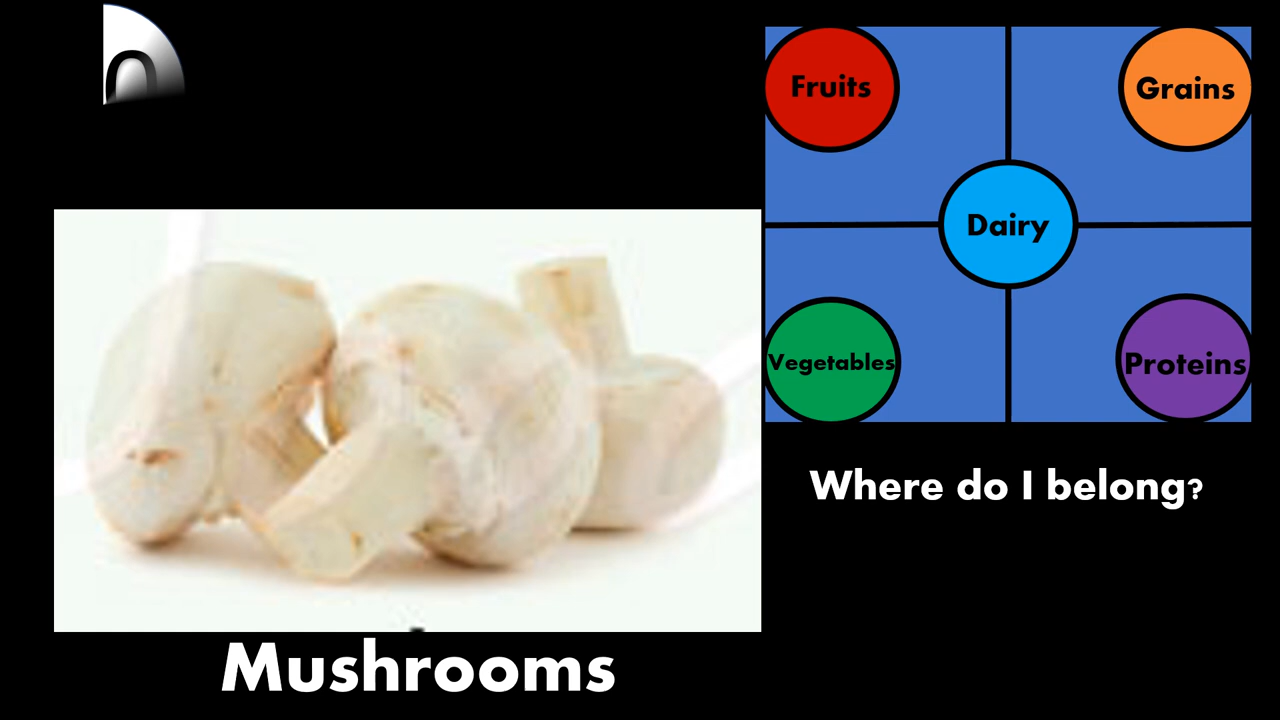 Fruits
Grains
Dairy
Vegetables
Proteins
Where do I belong?
Mushrooms